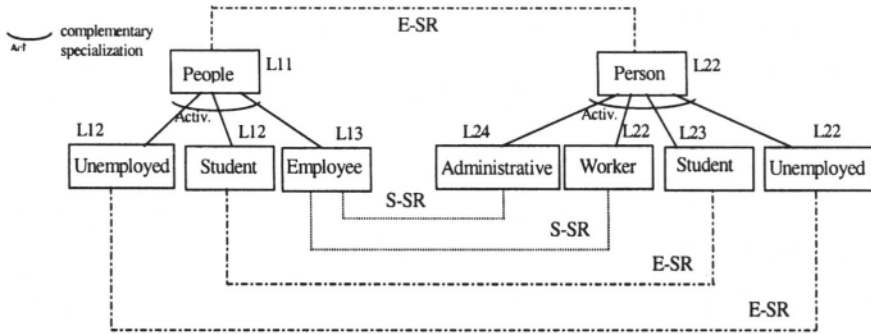 E-SR
complementary
specialization
Act
People
L11
Person
L22
Activ.
Activ.
L12
L12
L13
L24
L22
L23
L22
Unemployed
Student
Employee
Administrative
Worker
Student
Unemployed
S-SR
S-SR
E-SR
E-SR